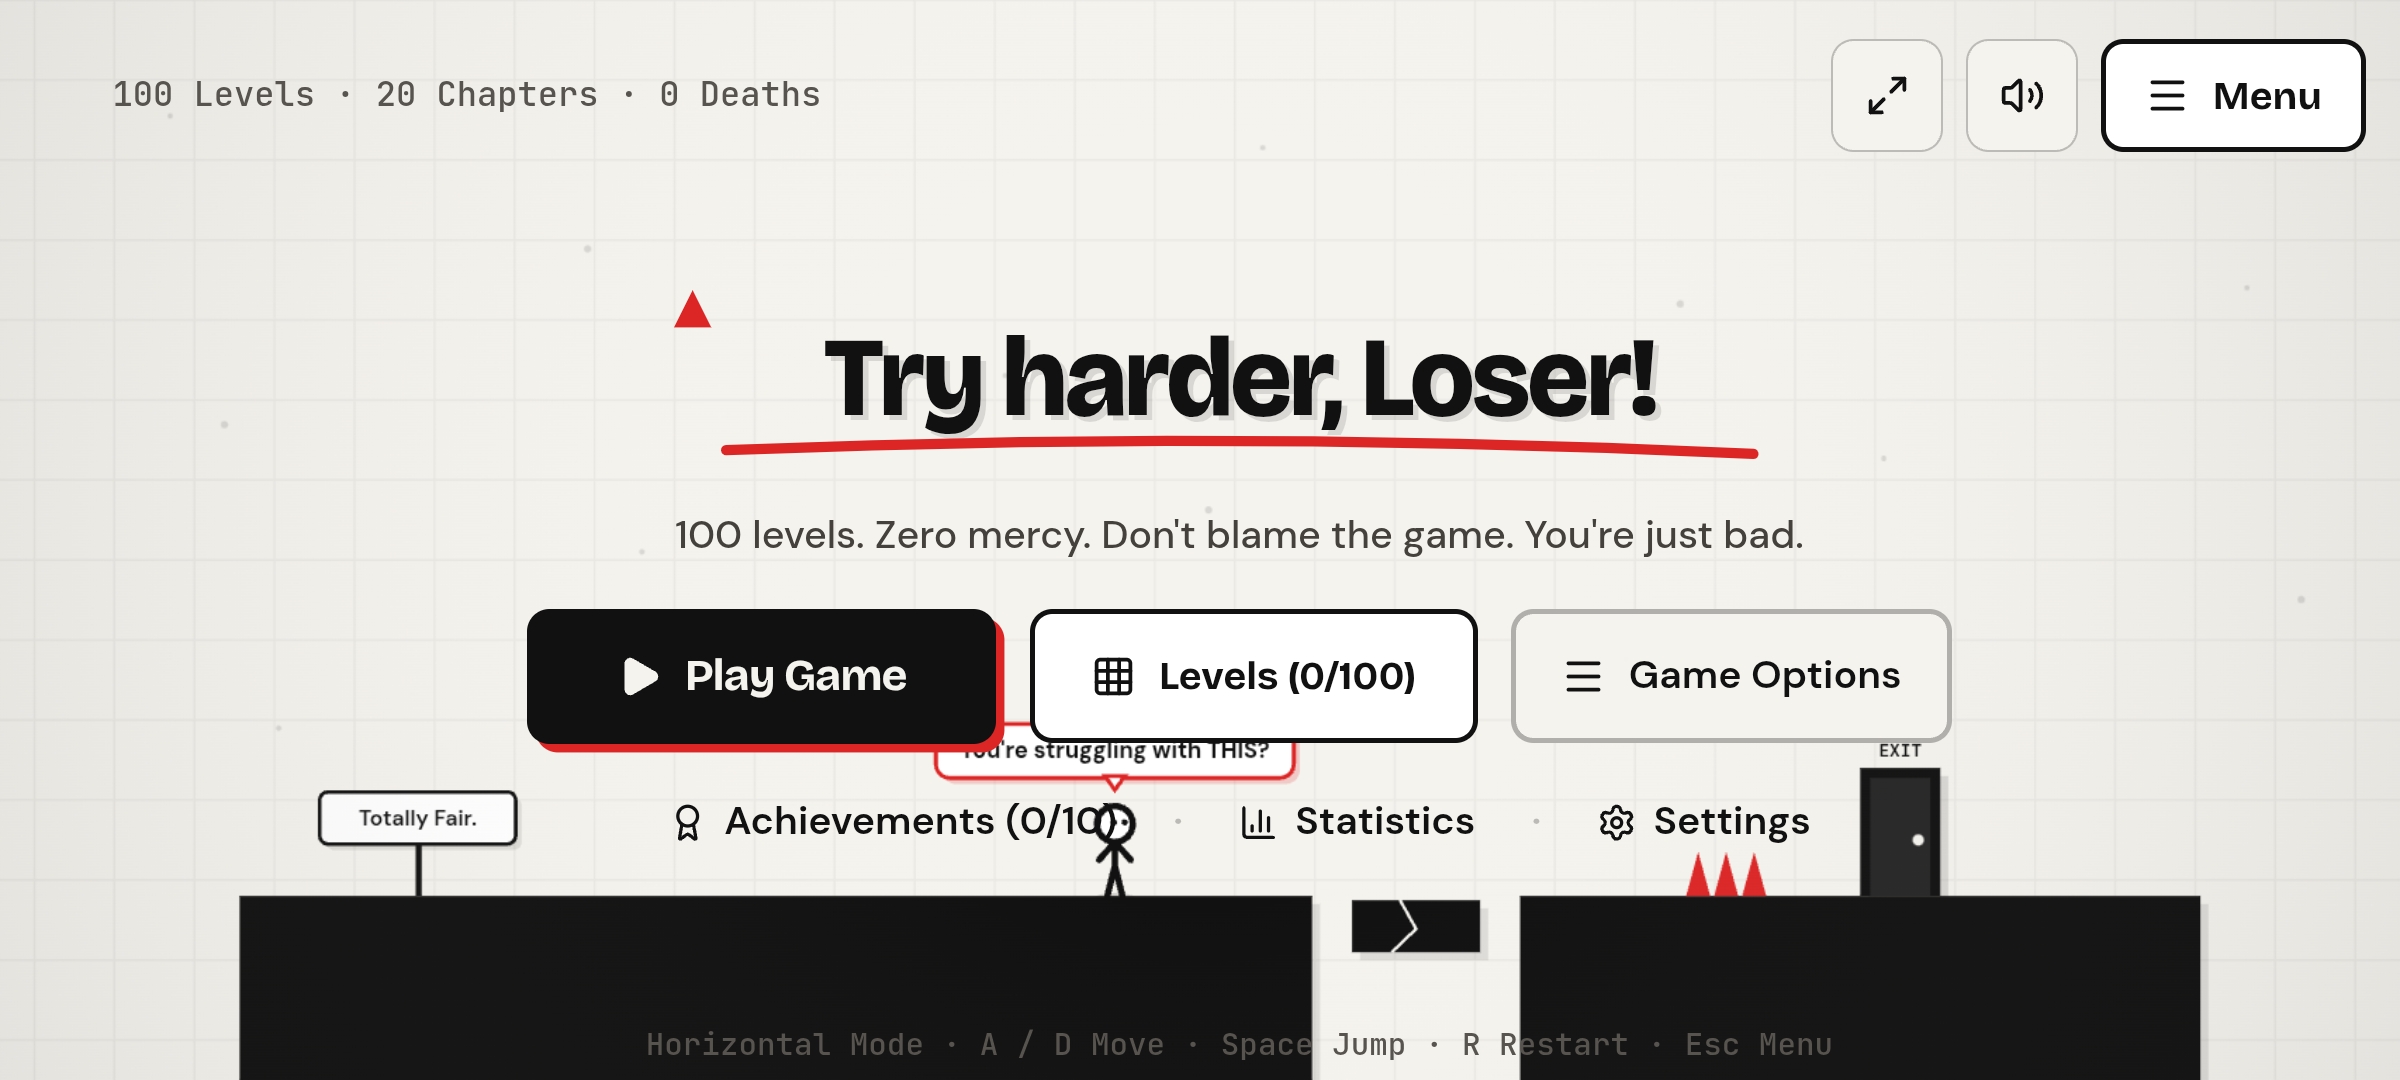 100 Levels · 20 Chapters · 0 Deaths
Menu
Try harder, Loser!
100 levels. Zero mercy. Don't blame the game. You're just bad.
Play Game
Levels (0/100)
Game Options
You're struggling with THIS?
EXIT
Totally Fair.
Achievements (0/10)
·
Statistics
·
Settings
Horizontal Mode · A / D Move · Space Jump · R Restart · Esc Menu